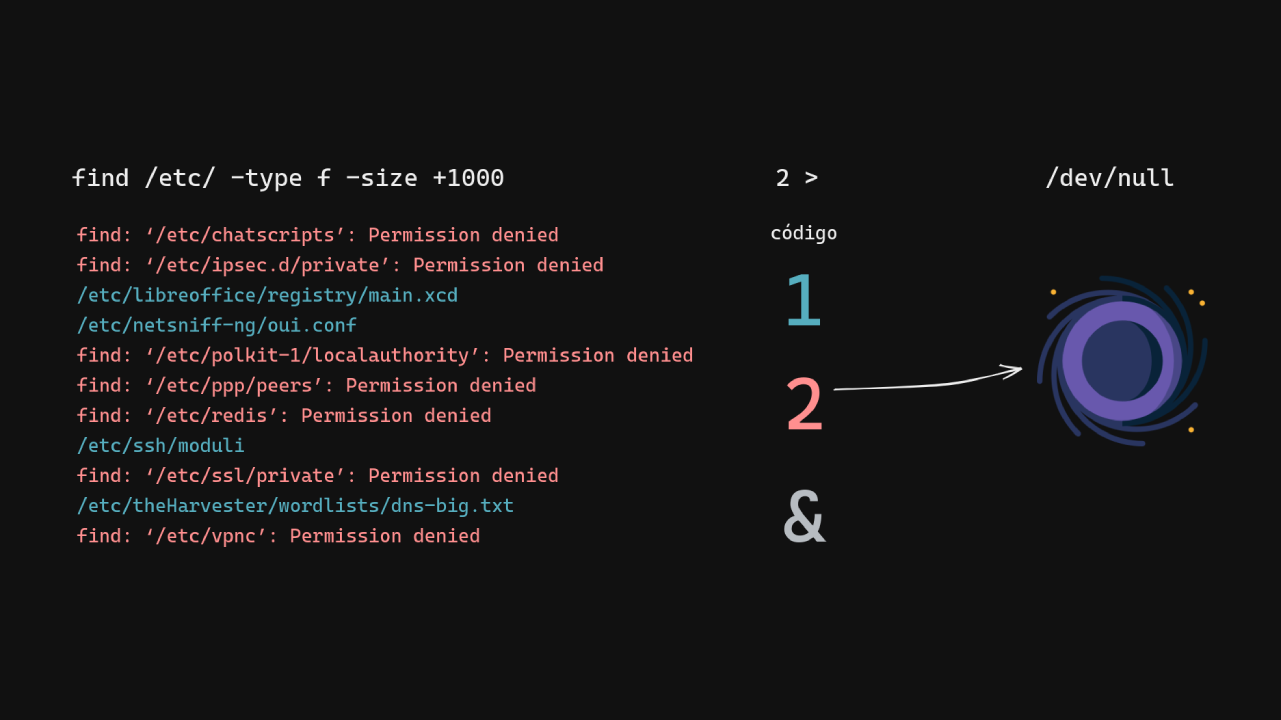 find /etc/ -type f -size +1000
find: ‘/etc/chatscripts’: Permission denied
find: ‘/etc/ipsec.d/private’: Permission denied
/etc/libreoffice/registry/main.xcd
/etc/netsniff-ng/oui.conf
find: ‘/etc/polkit-1/localauthority’: Permission denied
find: ‘/etc/ppp/peers’: Permission denied
find: ‘/etc/redis’: Permission denied
/etc/ssh/moduli
find: ‘/etc/ssl/private’: Permission denied
/etc/theHarvester/wordlists/dns-big.txt
find: ‘/etc/vpnc’: Permission denied
2 >
código
1
2
&
/dev/null